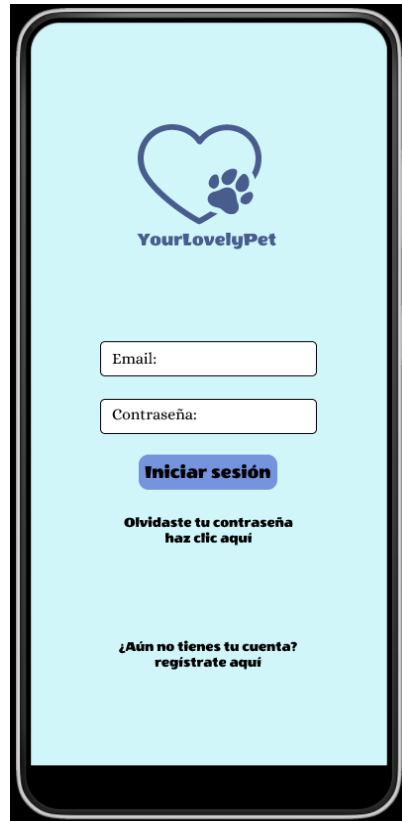 YourLovelyPet
Email:
Contraseña:
Iniciar sesión
Olvidaste tu contraseña
haz clic aquí
¿Aún no tienes tu cuenta?
regístrate aquí